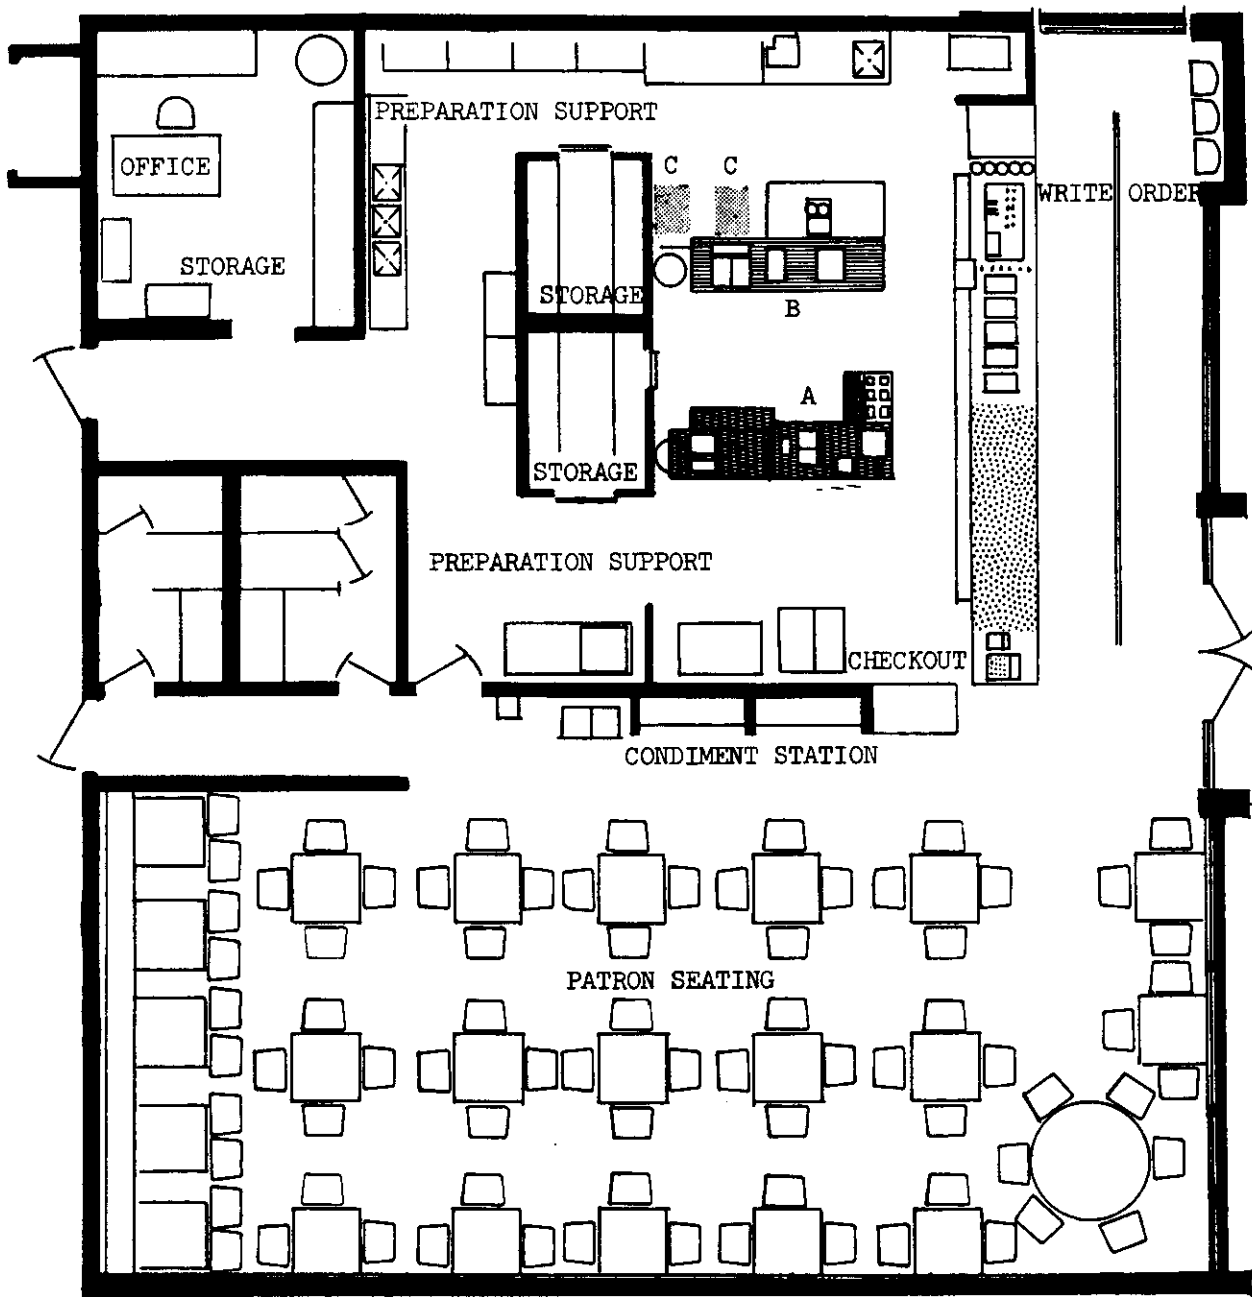 PREPARATION SUPPORT
OFFICE
C C
WRITE ORDER
STORAGE
STORAGE
B
A
STORAGE
PREPARATION SUPPORT
CHECKOUT
CONDIMENT STATION
PATRON SEATING